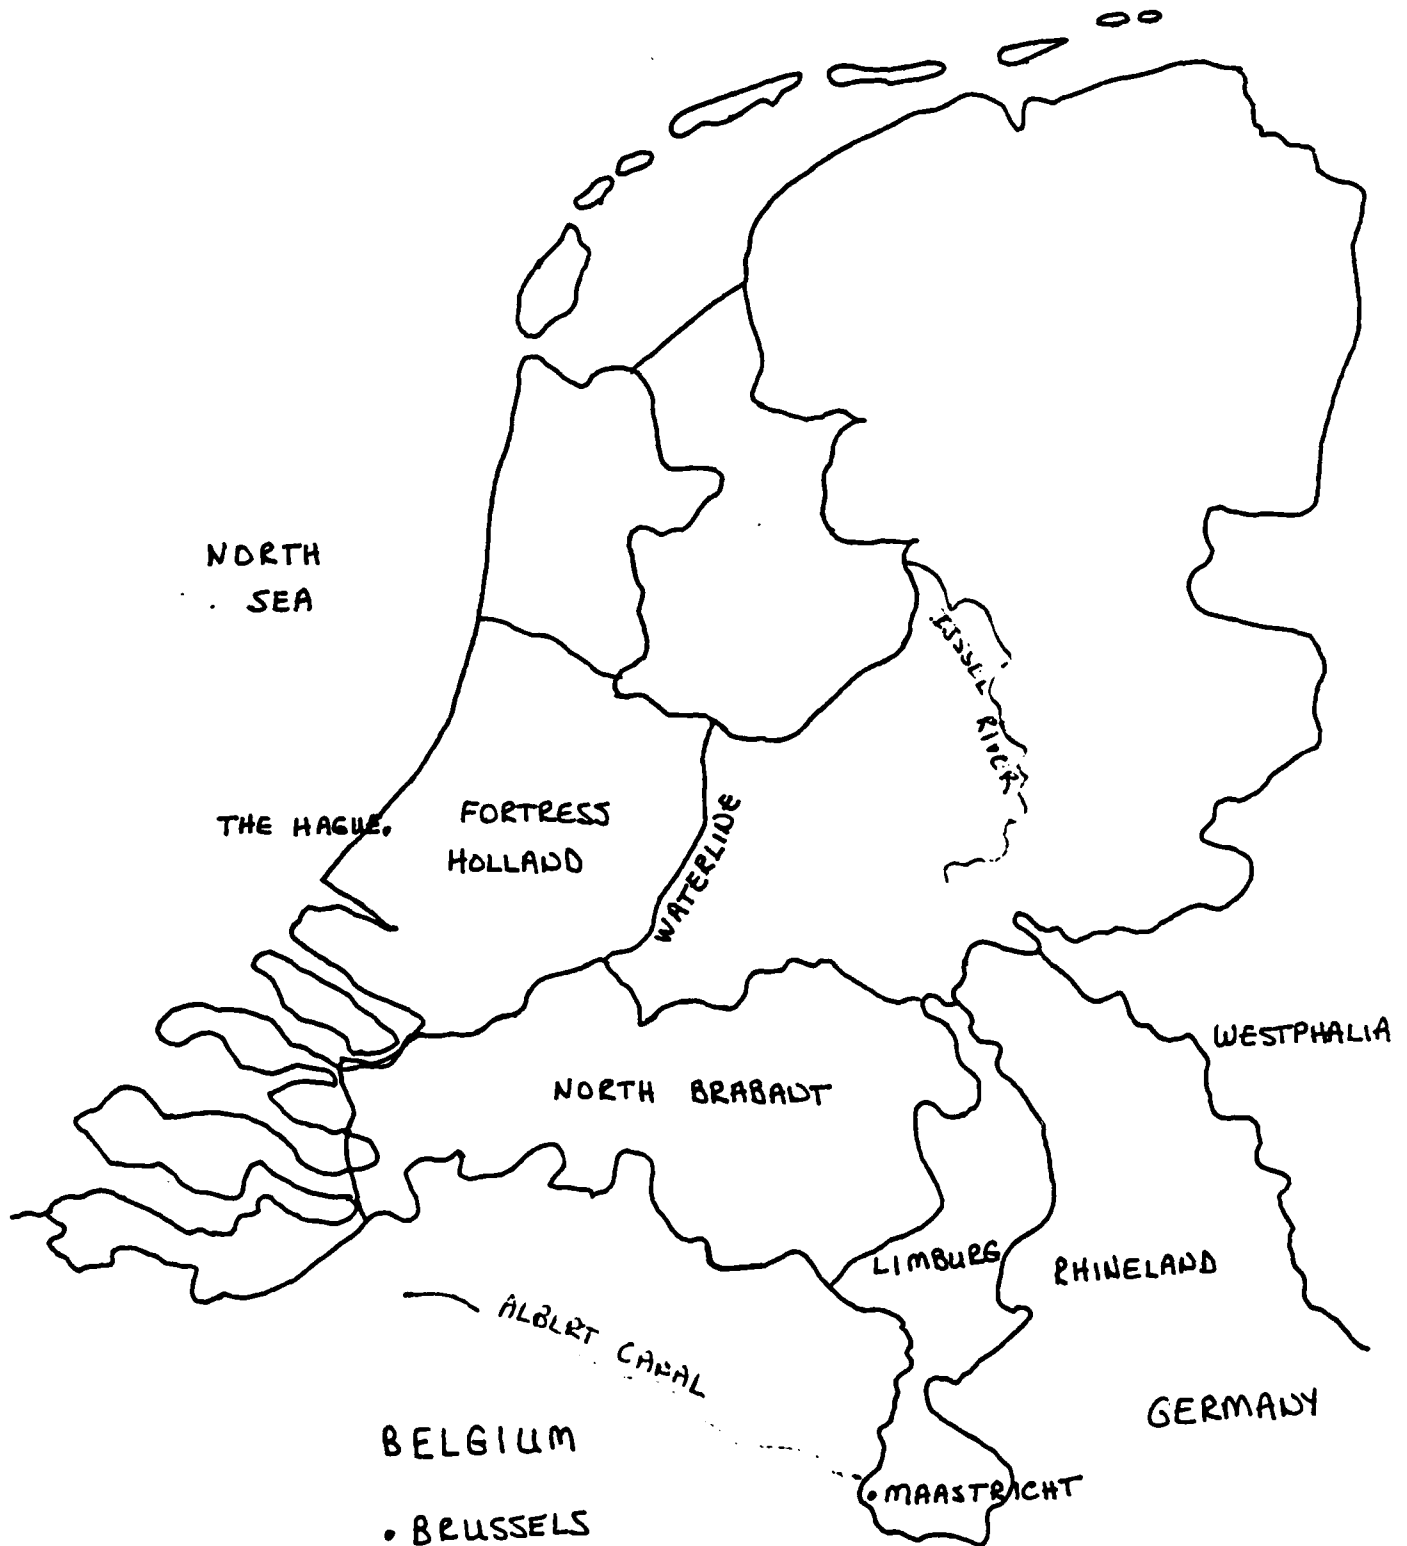 NORTH
SEA
IJSSEL RIVER
THE HAGUE
FORTRESS
HOLLAND
WATERLINE
WESTPHALIA
NORTH BRABANT
LIMBURG
RHINELAND
ALBERT CANAL
GERMANY
BELGIUM
MAASTRICHT
BRUSSELS